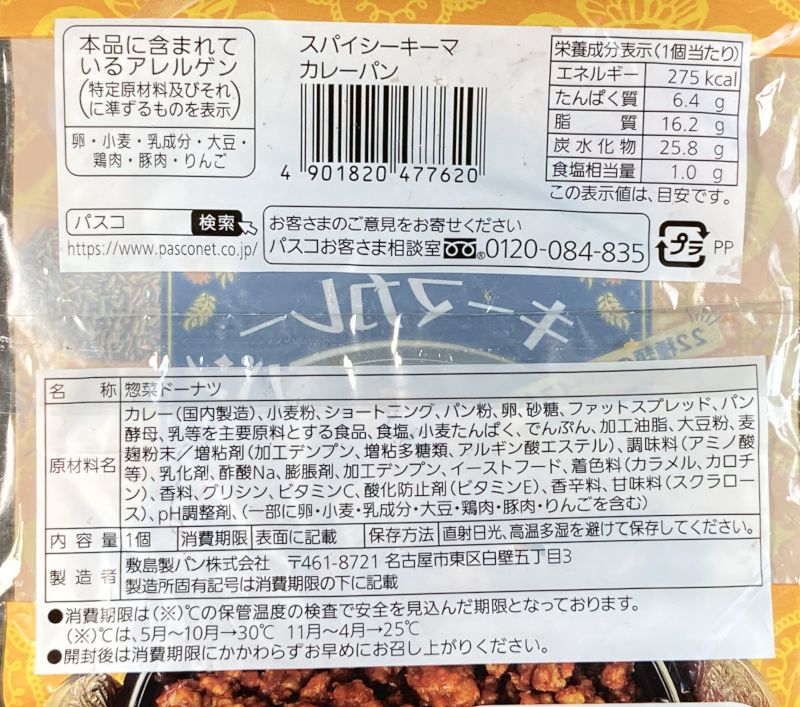 本品に含まれて
いるアレルゲン
(特定原材料及びそれ
に準ずるものを表示)
卵・小麦・乳成分・大豆・
鶏肉・豚肉・りんご
スパイシーキーマ
カレーパン
4 901820 477620
栄養成分表示(1個当たり)
エネルギー 275 kcal
たんぱく質 6.4 g
脂質 16.2 g
炭水化物 25.8 g
食塩相当量 1.0 g
この表示値は、目安です。
パスコ 検索
https://www.pasconet.co.jp/
お客さまのご意見をお寄せください
パスコお客さま相談室 ®0120-084-835
プラ PP
キーマカレー
名称 惣菜ドーナツ
原材料名 カレー(国内製造)、小麦粉、ショートニング、パン粉、卵、砂糖、ファットスプレッド、パン
酵母、乳等を主要原料とする食品、食塩、小麦たんぱく、でんぷん、加工油脂、大豆粉、麦
麹粉末/増粘剤(加工デンプン、増粘多糖類、アルギン酸エステル)、調味料(アミノ酸
等)、乳化剤、酢酸Na、膨脹剤、加工デンプン、イーストフード、着色料(カラメル、カロチ
ン)、香料、グリシン、ビタミンC、酸化防止剤(ビタミンE)、香辛料、甘味料(スクラロー
ス)、pH調整剤、(一部に卵・小麦・乳成分・大豆・鶏肉・豚肉・りんごを含む)
内容量 1個 消費期限 表面に記載 保存方法 直射日光、高温多湿を避けて保存してください。
製造者 敷島製パン株式会社 〒461-8721 名古屋市東区白壁五丁目3
製造所固有記号は消費期限の下に記載
●消費期限は(※)℃の保管温度の検査で安全を見込んだ期限となっております。
(※)℃は、5月〜10月→30℃ 11月〜4月→25℃
●開封後は消費期限にかかわらずお早めにお召し上がりください。